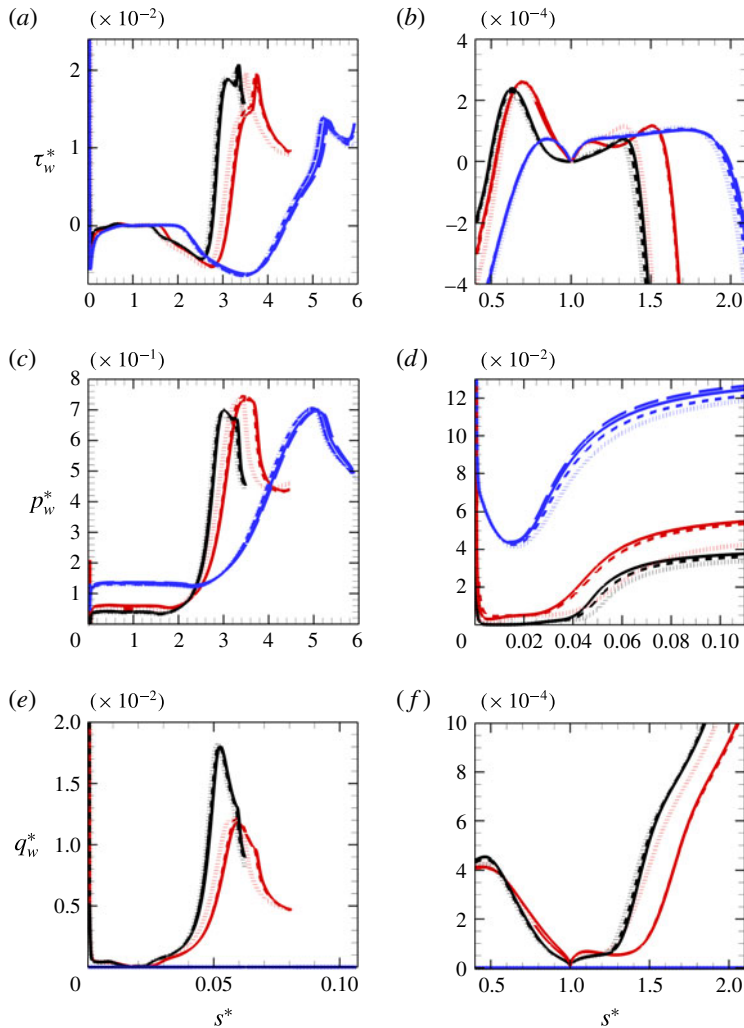 (a) (× 10⁻²) (b) (× 10⁻⁴)
2 4
1 2
τ*w 0
0 −2
−4
0 1 2 3 4 5 6 0.5 1.0 1.5 2.0
(c) (× 10⁻¹) (d) (× 10⁻²)
8 12
7 10
6 8
5
p*w 4 6
3 4
2
1 2
0 1 2 3 4 5 6 0 0.02 0.04 0.06 0.08 0.10
(e) (× 10⁻²) (f) (× 10⁻⁴)
2.0 10
1.5 8
q*w 1.0 6
4
0.5 2
0
0 0.05 0.10 0.5 1.0 1.5 2.0
s* s*